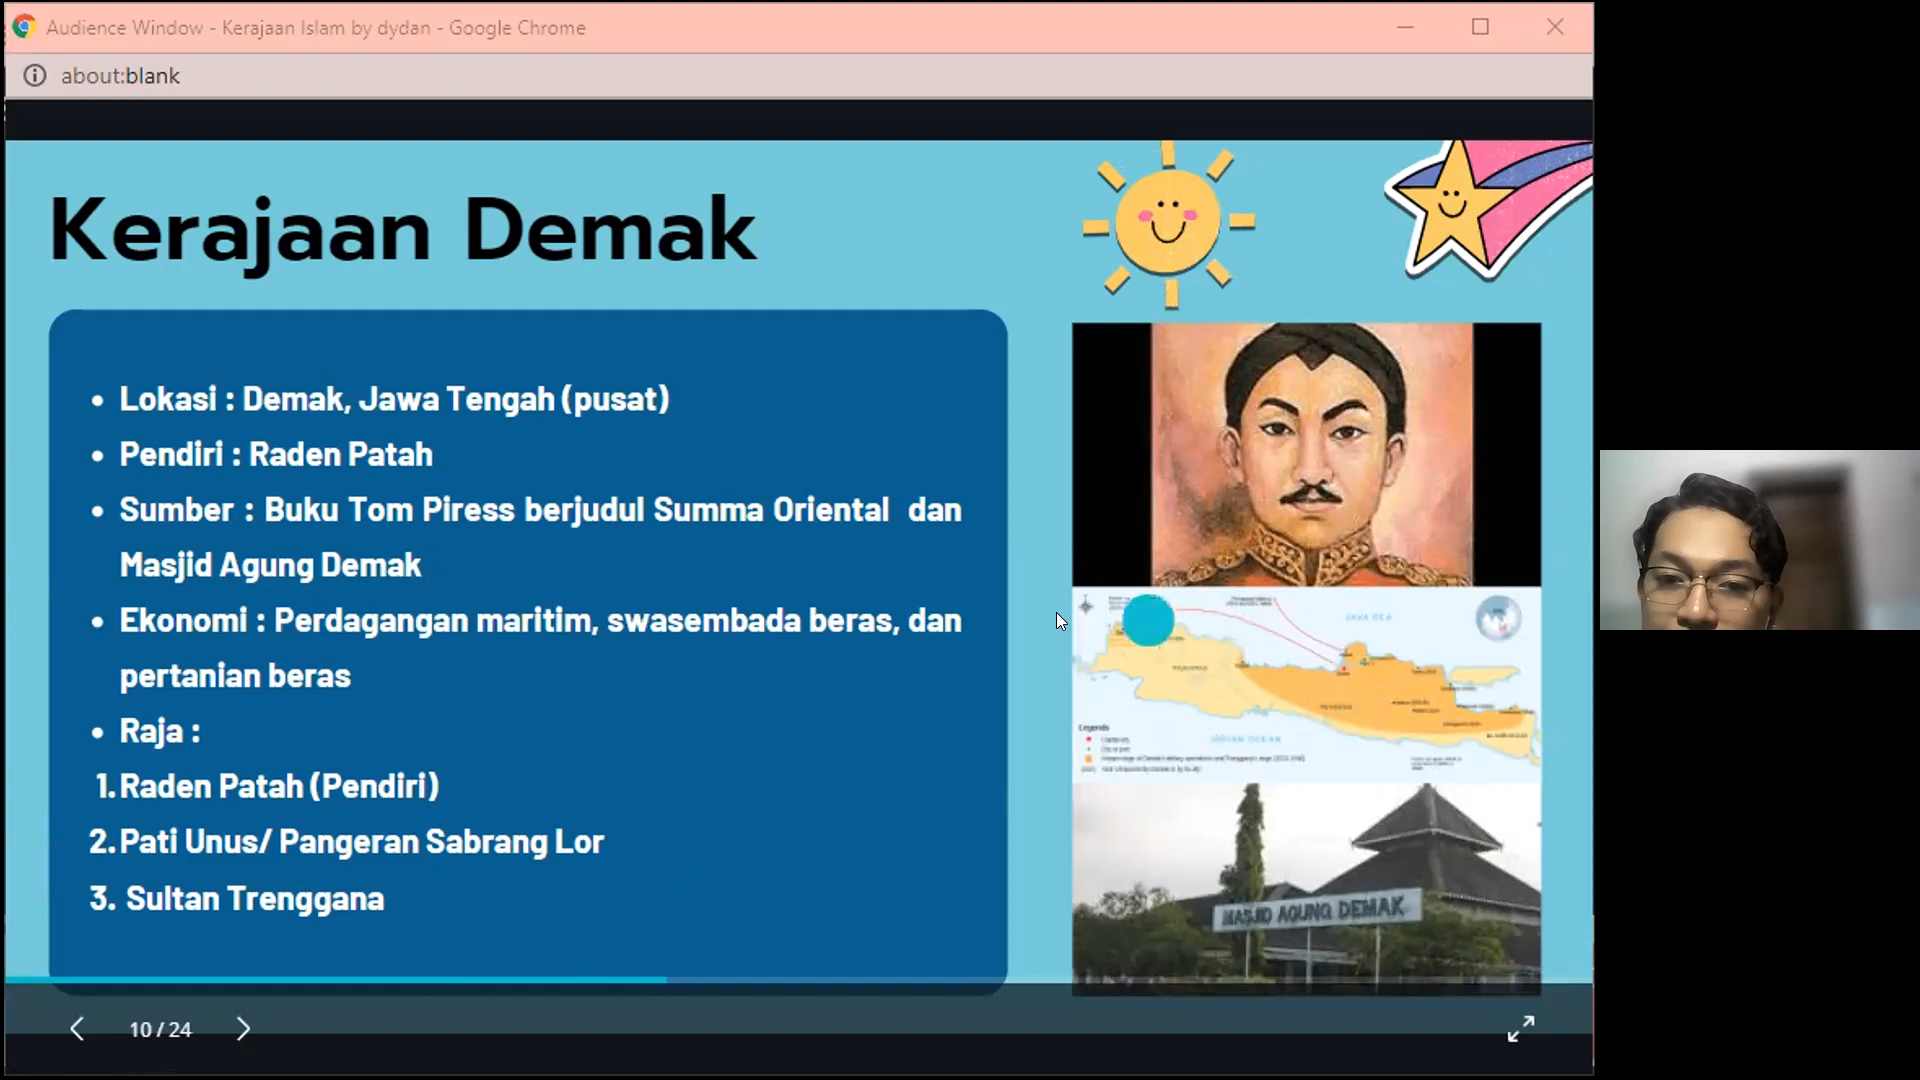 Audience Window - Kerajaan Islam by dydan - Google Chrome
about:blank
Kerajaan Demak
Lokasi : Demak, Jawa Tengah (pusat)
Pendiri : Raden Patah
Sumber : Buku Tom Piress berjudul Summa Oriental dan
Masjid Agung Demak
Ekonomi : Perdagangan maritim, swasembada beras, dan
pertanian beras
Raja :
1. Raden Patah (Pendiri)
2. Pati Unus/ Pangeran Sabrang Lor
3. Sultan Trenggana
JAVA SEA
INDIAN OCEAN
Legends
MASJID AGUNG DEMAK
10 / 24